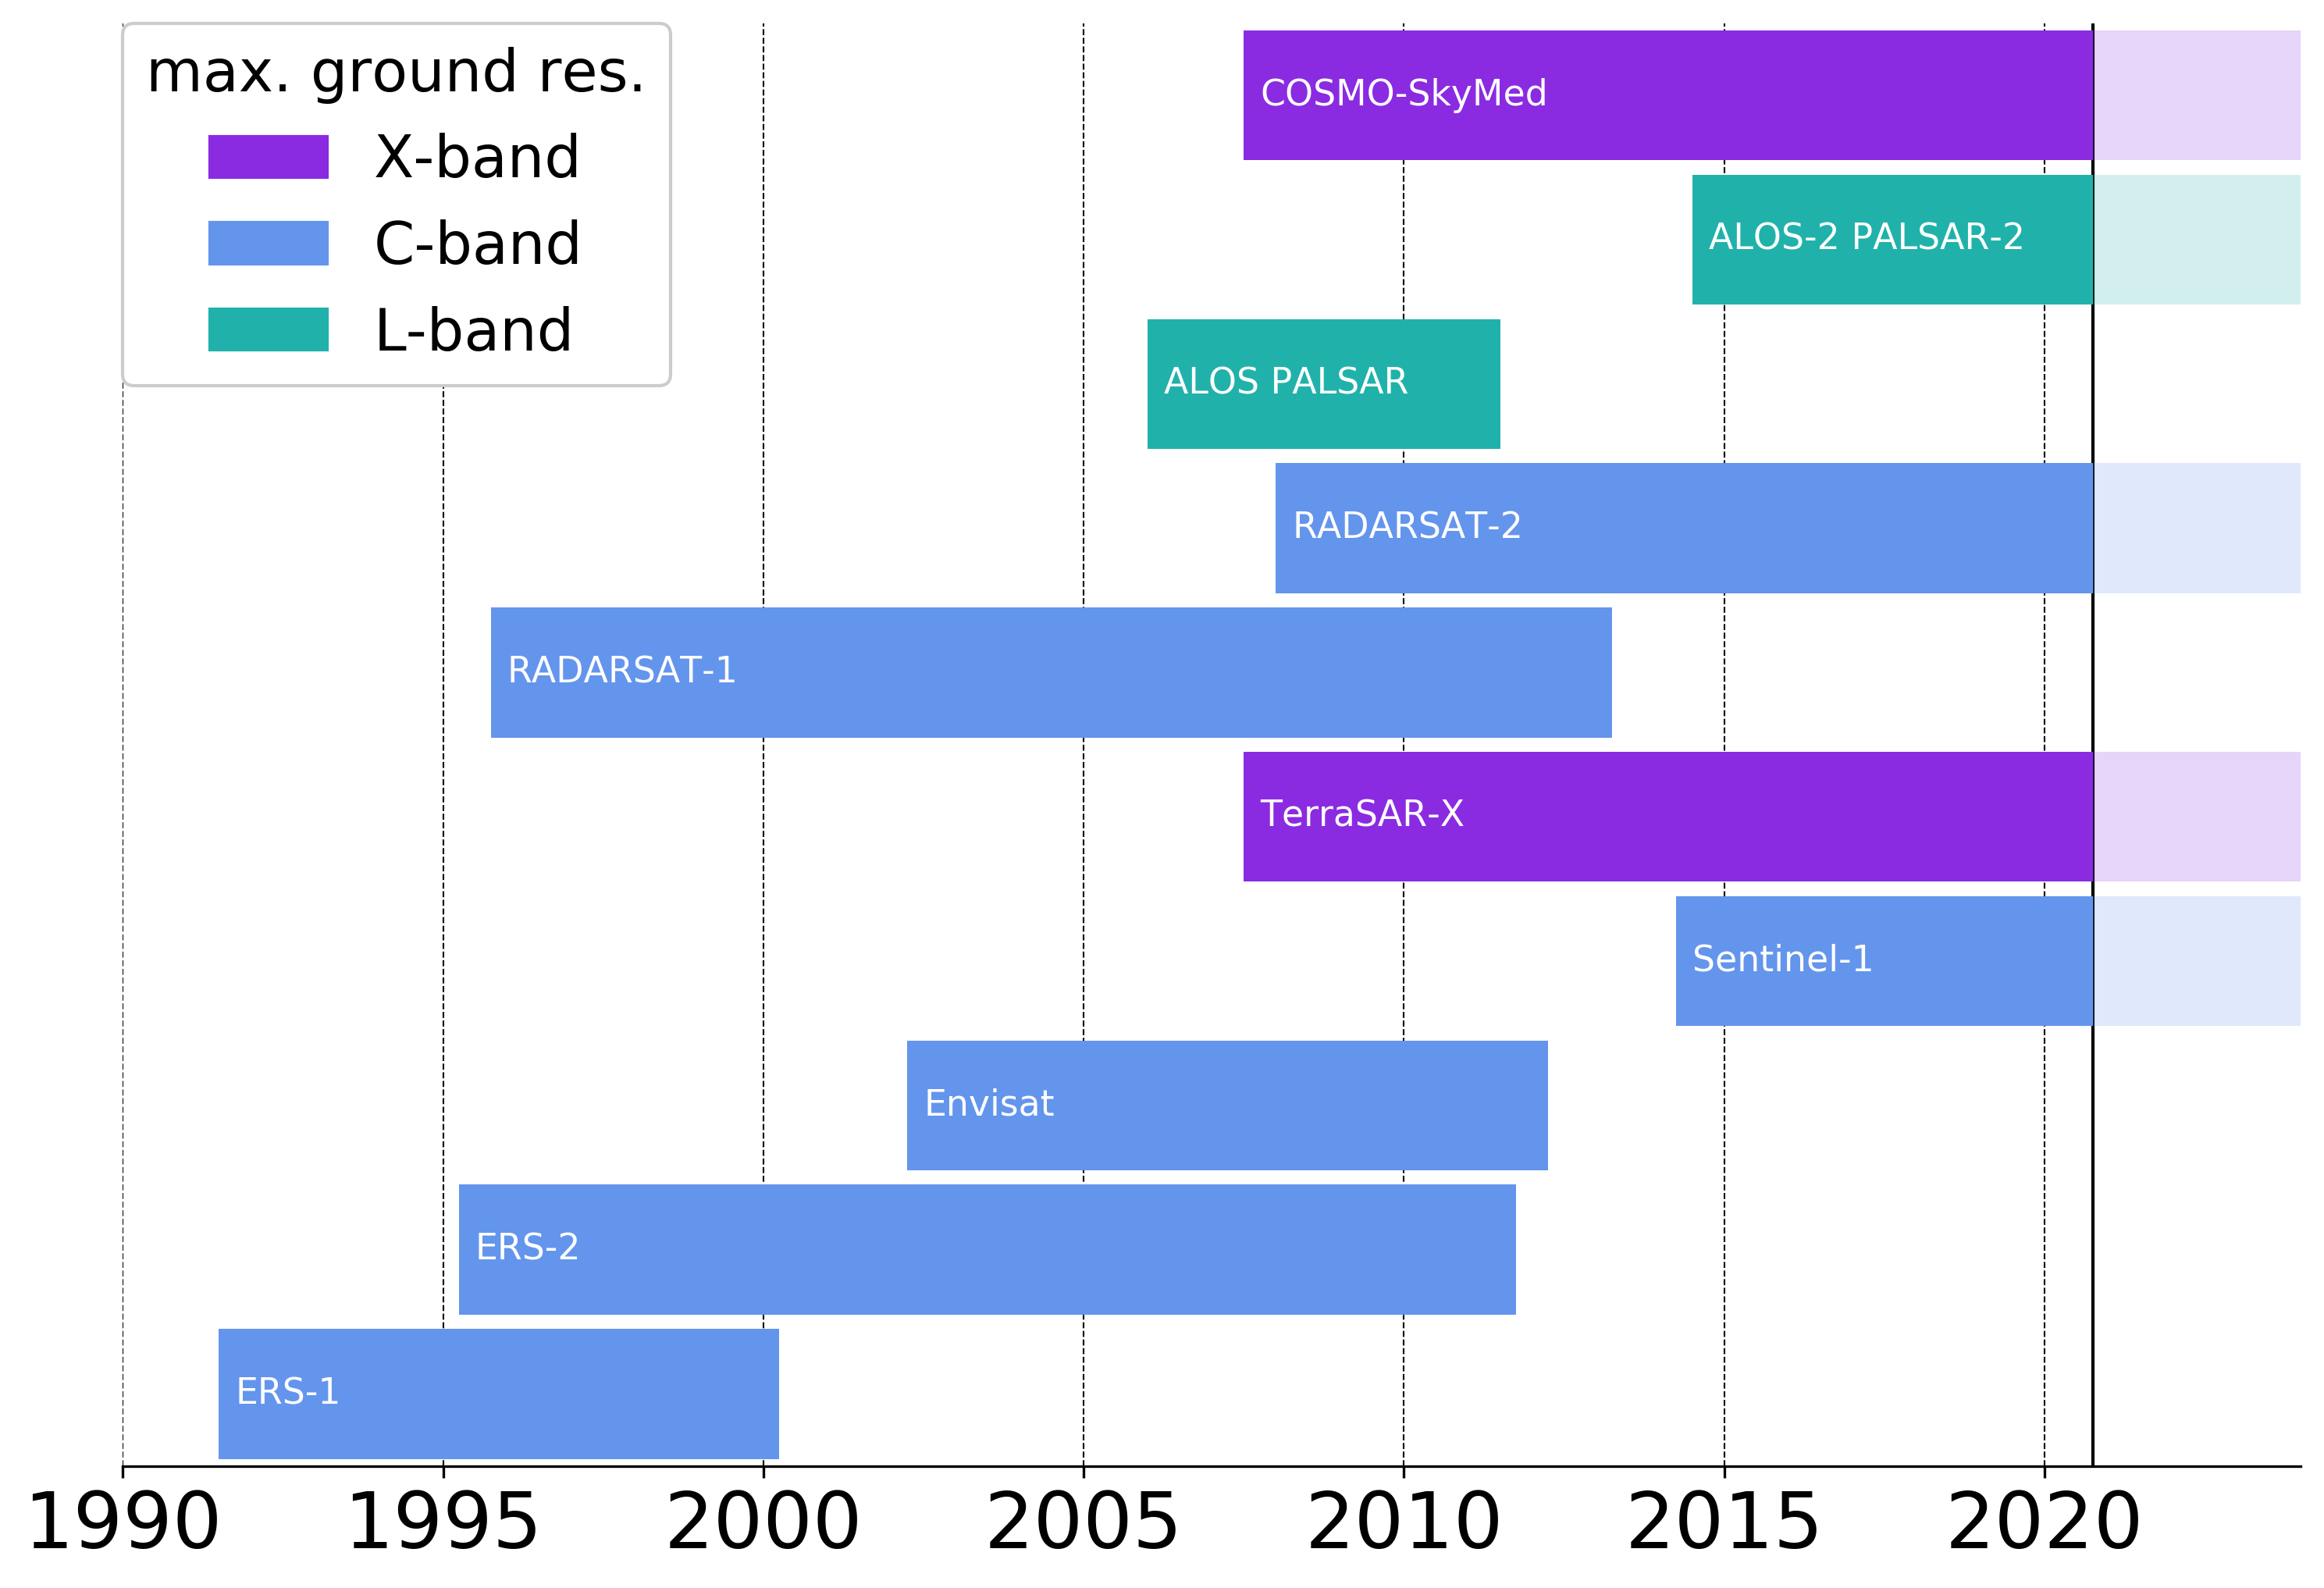 max. ground res.
X-band
C-band
L-band
COSMO-SkyMed
ALOS-2 PALSAR-2
ALOS PALSAR
RADARSAT-2
RADARSAT-1
TerraSAR-X
Sentinel-1
Envisat
ERS-2
ERS-1
1990 1995 2000 2005 2010 2015 2020